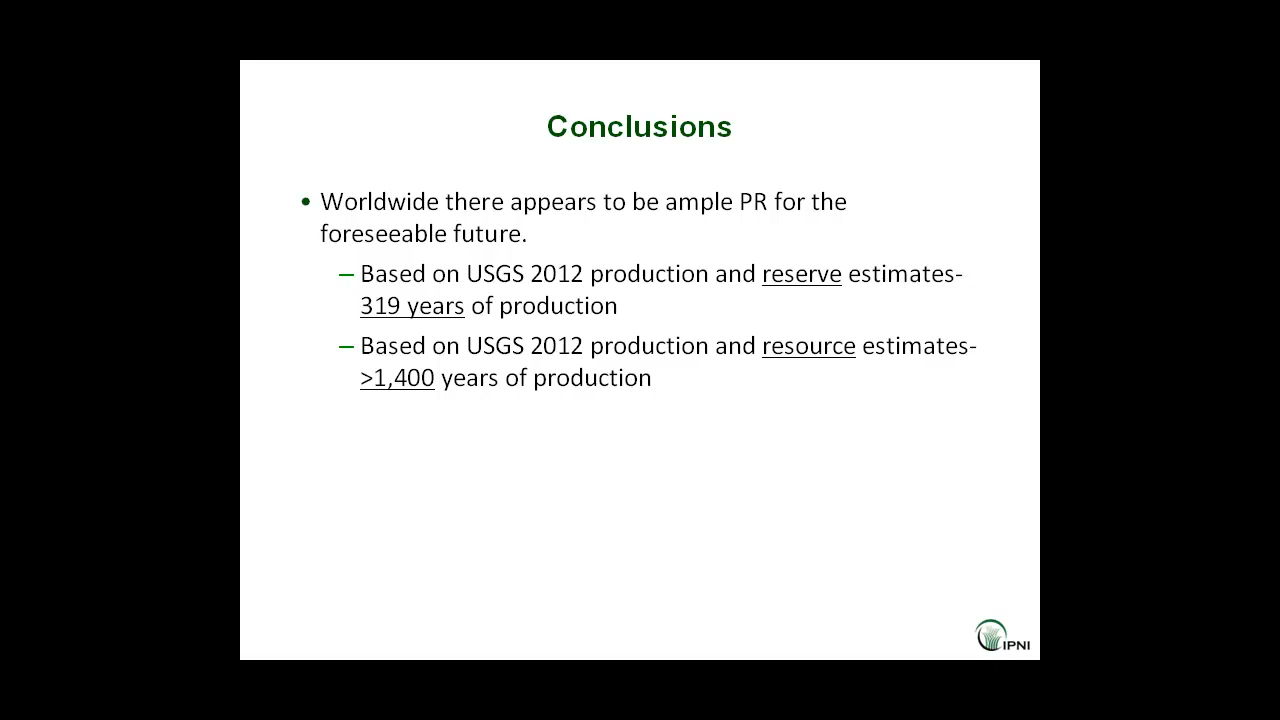 Conclusions
• Worldwide there appears to be ample PR for the
foreseeable future.
– Based on USGS 2012 production and reserve estimates-
319 years of production
– Based on USGS 2012 production and resource estimates-
>1,400 years of production
IPNI